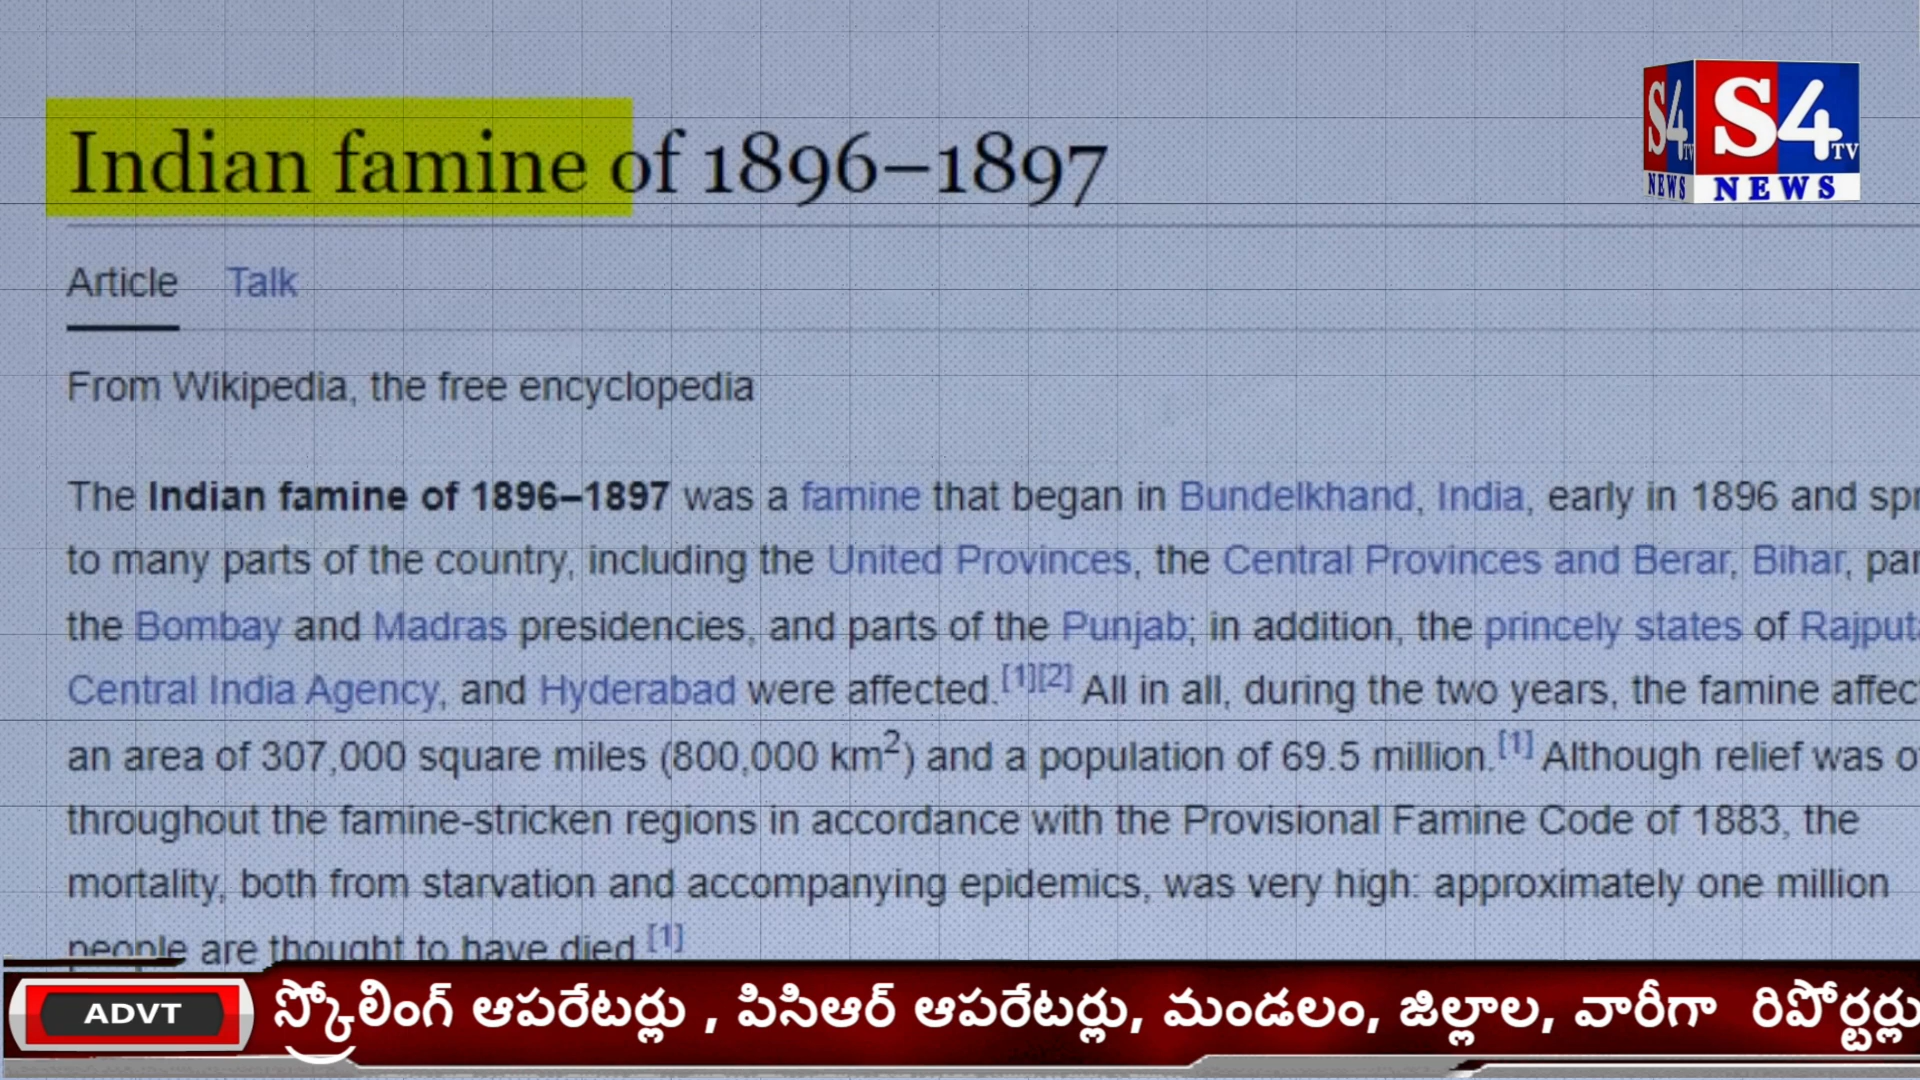 Indian famine of 1896–1897
S4
TV
NEWS
S4
TV
NEWS
Article Talk
From Wikipedia, the free encyclopedia
The Indian famine of 1896–1897 was a famine that began in Bundelkhand, India, early in 1896 and
to many parts of the country, including the United Provinces, the Central Provinces and Berar, Bihar,
the Bombay and Madras presidencies, and parts of the Punjab; in addition, the princely states of
Central India Agency, and Hyderabad were affected.[1][2] All in all, during the two years, the famine
an area of 307,000 square miles (800,000 km2) and a population of 69.5 million.[1] Although relief was
throughout the famine-stricken regions in accordance with the Provisional Famine Code of 1883, the
mortality, both from starvation and accompanying epidemics, was very high: approximately one million
people are thought to have died.[1]
ADVT స్క్రోలింగ్ ఆపరేటర్లు , పిసిఆర్ ఆపరేటర్లు, మండలం, జిల్లాల, వారీగా రిపోర్టర్లు